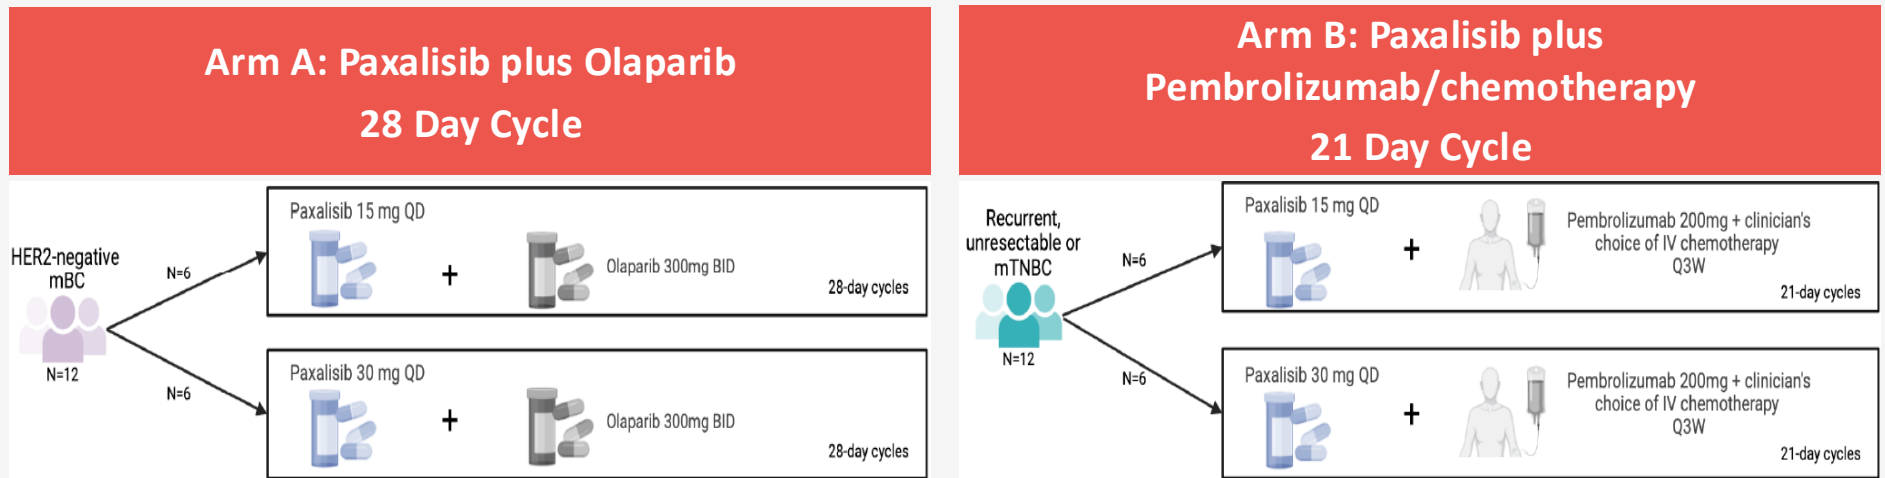 Arm A: Paxalisib plus Olaparib
28 Day Cycle
HER2-negative
mBC
N=12
N=6
N=6
Paxalisib 15 mg QD
+
Olaparib 300mg BID
28-day cycles
Paxalisib 30 mg QD
+
Olaparib 300mg BID
28-day cycles
Arm B: Paxalisib plus
Pembrolizumab/chemotherapy
21 Day Cycle
Recurrent,
unresectable or
mTNBC
N=12
N=6
N=6
Paxalisib 15 mg QD
+
Pembrolizumab 200mg + clinician's
choice of IV chemotherapy
Q3W
21-day cycles
Paxalisib 30 mg QD
+
Pembrolizumab 200mg + clinician's
choice of IV chemotherapy
Q3W
21-day cycles